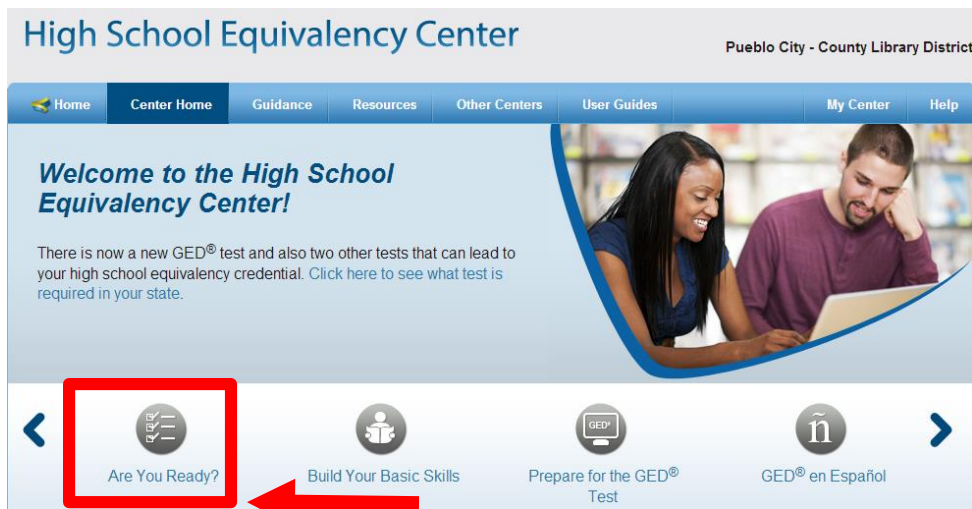 High School Equivalency Center
Pueblo City - County Library District
Home Center Home Guidance Resources Other Centers User Guides My Center Help
Welcome to the High School
Equivalency Center!
There is now a new GED® test and also two other tests that can lead to
your high school equivalency credential. Click here to see what test is
required in your state.
GED®
ñ
Are You Ready? Build Your Basic Skills Prepare for the GED® GED® en Español
Test